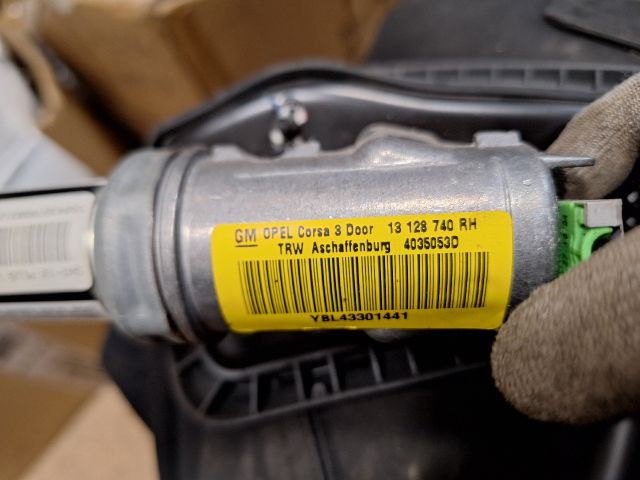 GM OPEL Corsa 3 Door 13 128 740 RH
TRW Aschaffenburg 4035053D
YBL43301441